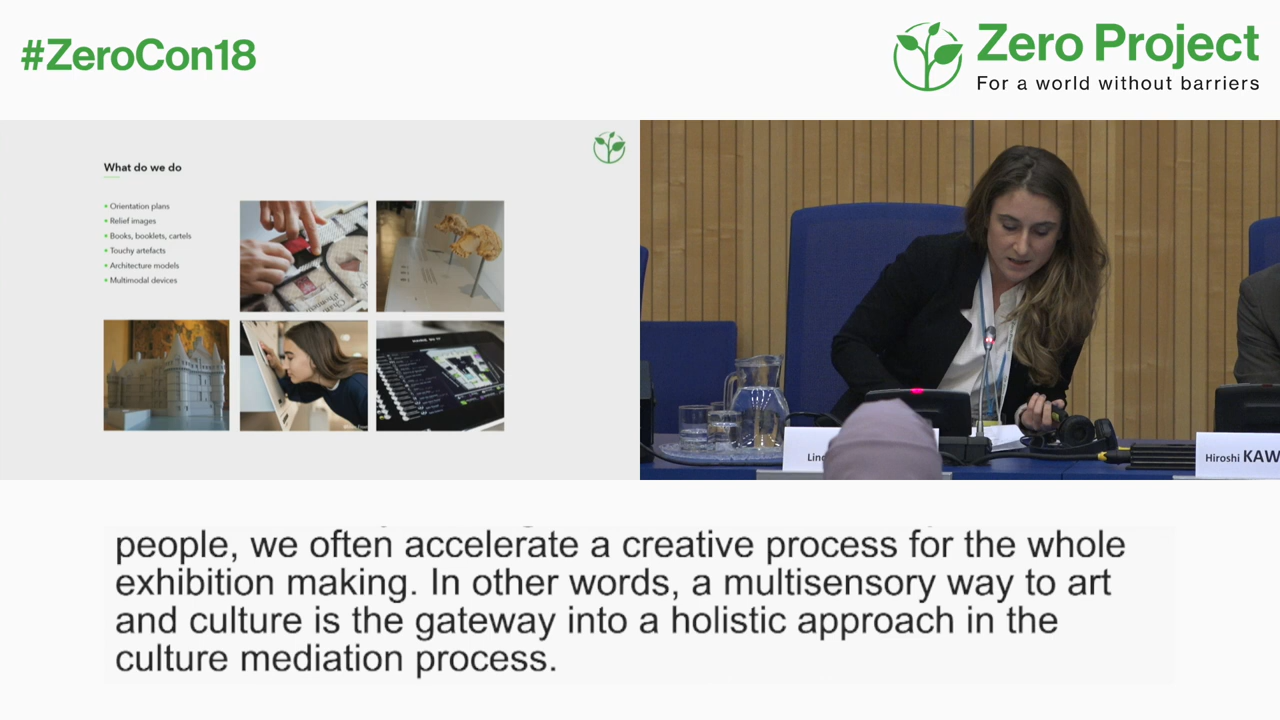 #ZeroCon18
Zero Project
For a world without barriers
What do we do
• Orientation plans
• Relief images
• Books, booklets, cartels
• Touchy artefacts
• Architecture models
• Multimodal devices
Hiroshi KAW
people, we often accelerate a creative process for the whole
exhibition making. In other words, a multisensory way to art
and culture is the gateway into a holistic approach in the
culture mediation process.